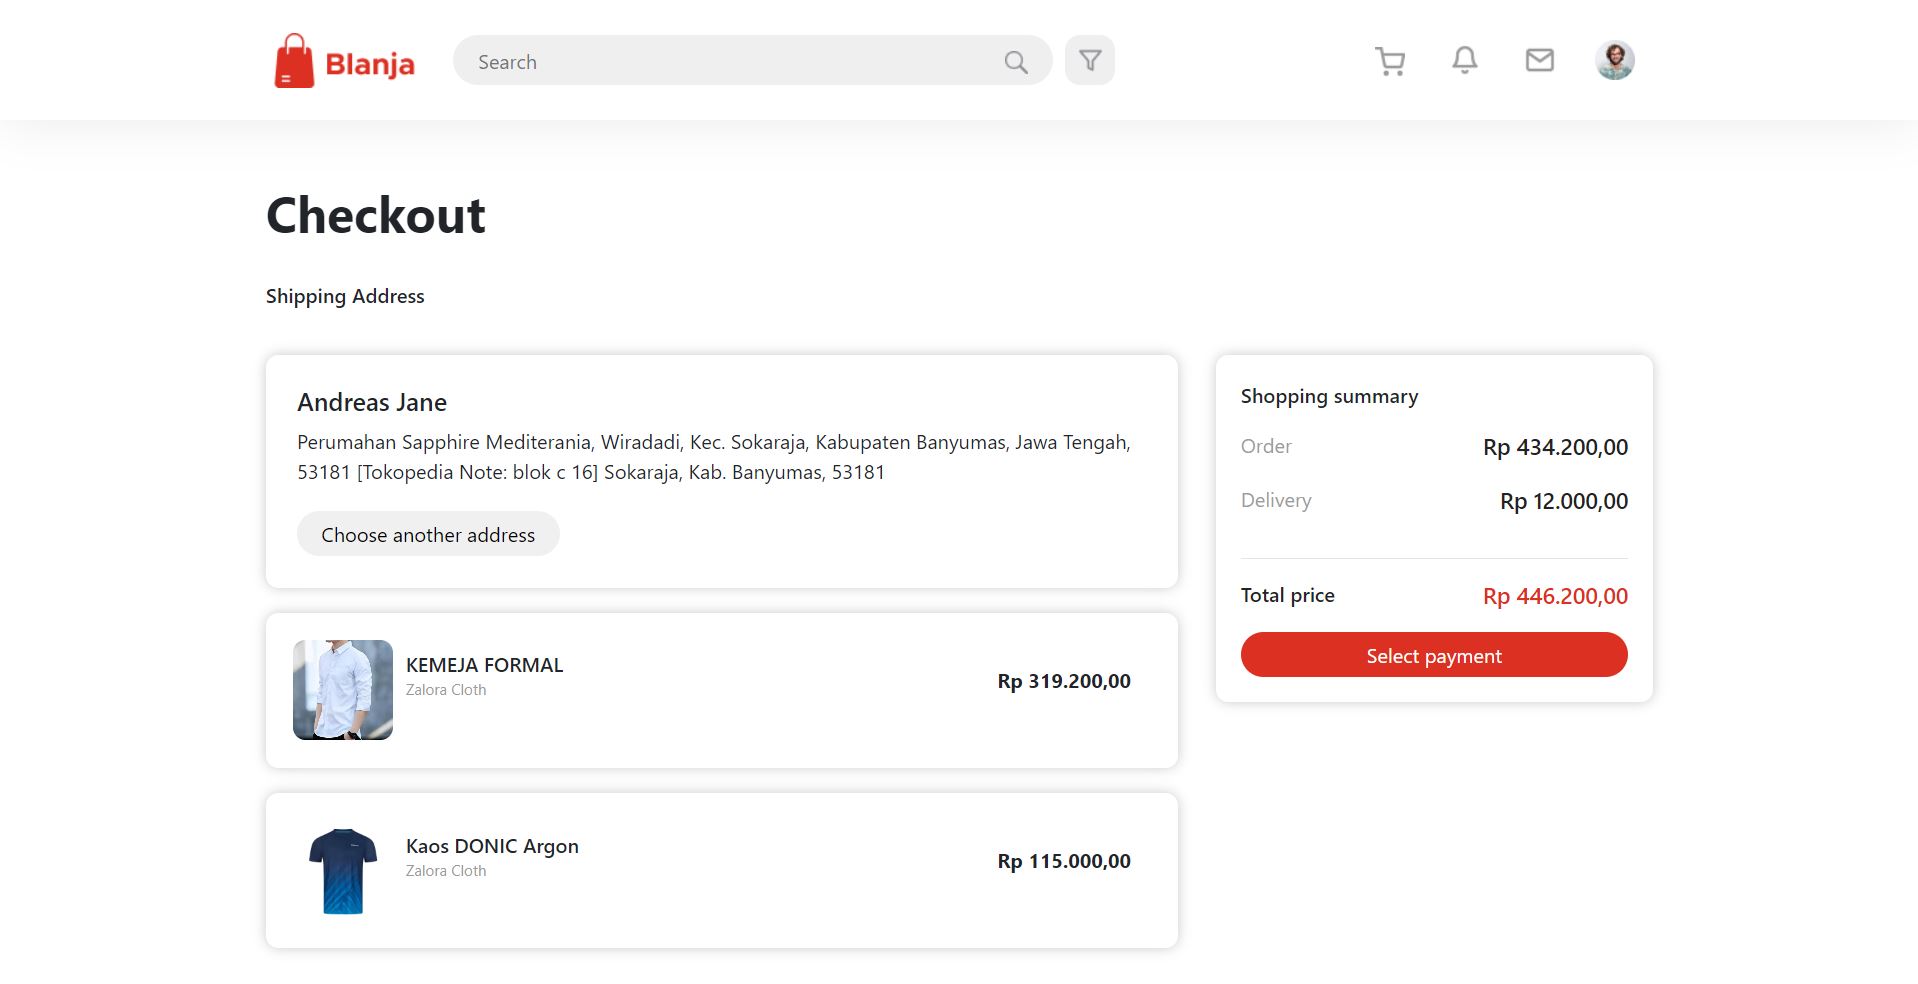 Blanja
Search
Checkout
Shipping Address
Andreas Jane
Perumahan Sapphire Mediterania, Wiradadi, Kec. Sokaraja, Kabupaten Banyumas, Jawa Tengah,
53181 [Tokopedia Note: blok c 16] Sokaraja, Kab. Banyumas, 53181
Choose another address
KEMEJA FORMAL
Zalora Cloth
Rp 319.200,00
Kaos DONIC Argon
Zalora Cloth
Rp 115.000,00
Shopping summary
Order
Rp 434.200,00
Delivery
Rp 12.000,00
Total price
Rp 446.200,00
Select payment